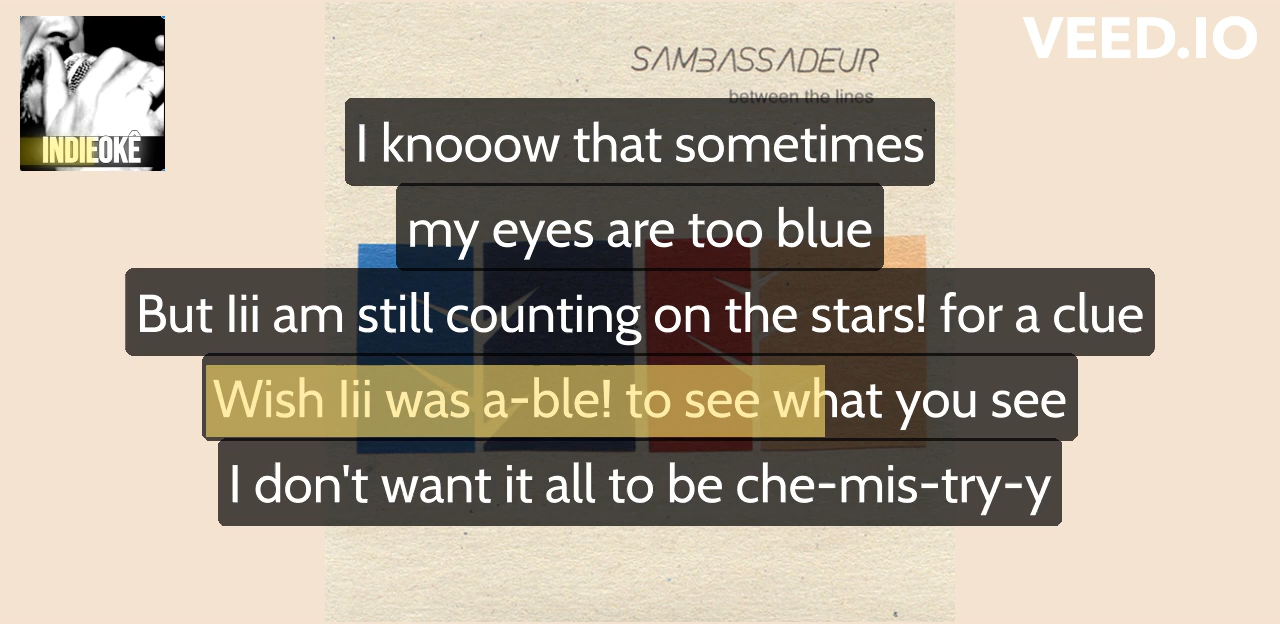 VEED.IO
INDIEOKÊ
SAMBASSADEUR
between the lines
I knooow that sometimes
my eyes are too blue
But Iii am still counting on the stars! for a clue
Wish Iii was a-ble! to see what you see
I don't want it all to be che-mis-try-y